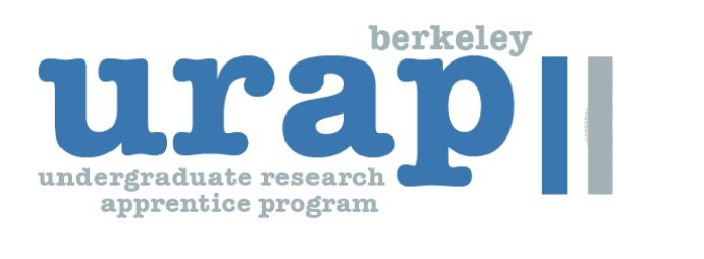 berkeley
urap
undergraduate research
apprentice program